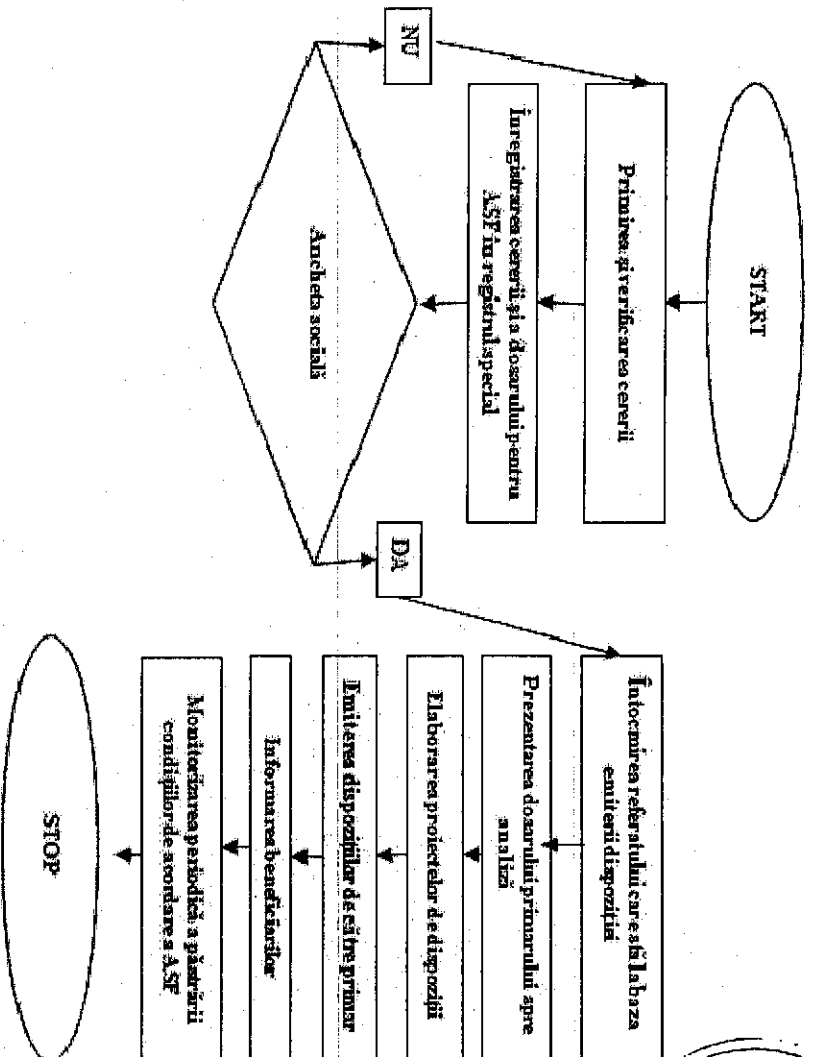 START
Primirea și verificarea cererii
Înregistrarea cererii și a dosarului pentru
ASF în registrul special
Ancheta socială
NU
DA
Întocmirea referatului care stă la baza
emiterii dispoziției
Prezentarea dosarului primarului spre
analiză
Elaborarea proiectelor de dispoziții
Emiterea dispozițiilor de către primar
Informarea beneficiarilor
Monitorizarea periodică a păstrării
condițiilor de acordare a ASF
STOP